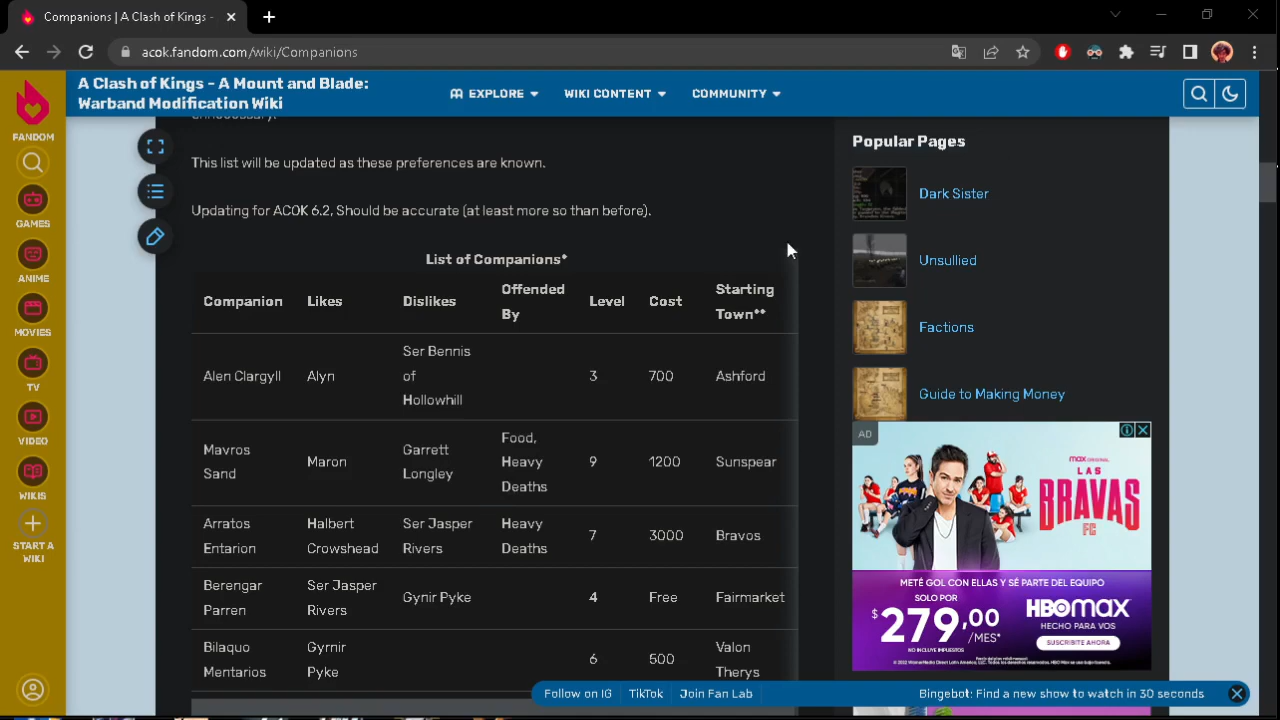 Companions | A Clash of Kings -
acok.fandom.com/wiki/Companions
A Clash of Kings - A Mount and Blade:
Warband Modification Wiki
EXPLORE
WIKI CONTENT
COMMUNITY
FANDOM
GAMES
ANIME
MOVIES
TV
VIDEO
WIKIS
START A
WIKI
unnecessary.
This list will be updated as these preferences are known.
Updating for ACOK 6.2, Should be accurate (at least more so than before).
List of Companions*
Companion Likes Dislikes Offended By Level Cost Starting Town**
Alen Clargyll Alyn Ser Bennis of Hollowhill 3 700 Ashford
Mavros Sand Maron Garrett Longley Food, Heavy Deaths 9 1200 Sunspear
Arratos Entarion Halbert Crowshead Ser Jasper Rivers Heavy Deaths 7 3000 Bravos
Berengar Parren Ser Jasper Rivers Gynir Pyke 4 Free Fairmarket
Bilaquo Mentarios Gyrnir Pyke 6 500 Valon Therys
Popular Pages
Dark Sister
Unsullied
Factions
Guide to Making Money
AD
max ORIGINAL
LAS
BRAVAS
FC
METÉ GOL CON ELLAS Y SÉ PARTE DEL EQUIPO
SOLO POR
$279,00
/MES*
NO INCLUYE IMPUESTOS
HBOMAX
HECHO PARA VOS
SUSCRIBITE AHORA
Follow on IG TikTok Join Fan Lab
Bingebot: Find a new show to watch in 30 seconds